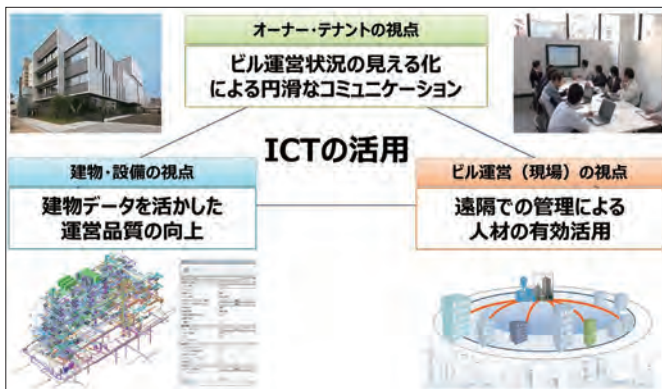 オーナー・テナントの視点
ビル運営状況の見える化
による円滑なコミュニケーション
ICTの活用
建物・設備の視点
建物データを活かした
運営品質の向上
ビル運営（現場）の視点
遠隔での管理による
人材の有効活用